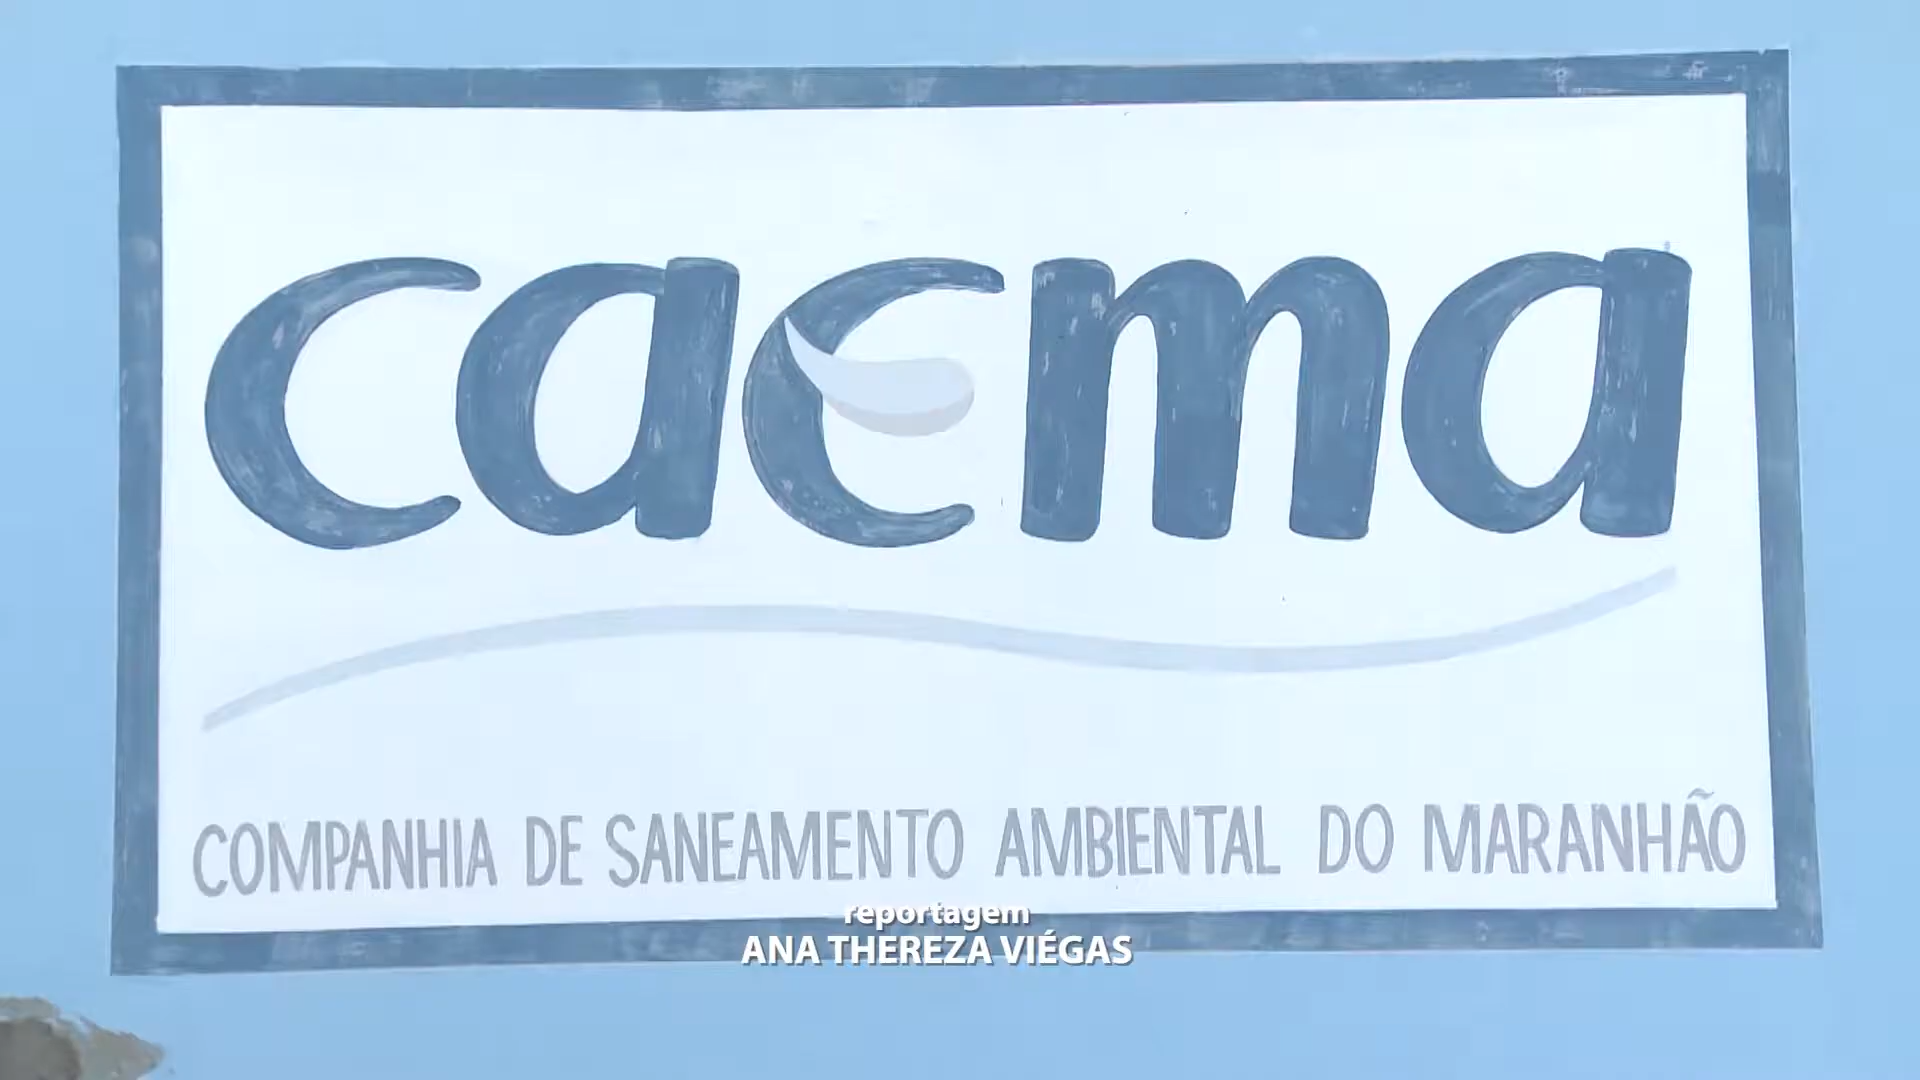 caema
COMPANHIA DE SANEAMENTO AMBIENTAL DO MARANHÃO
reportagem
ANA THEREZA VIÉGAS